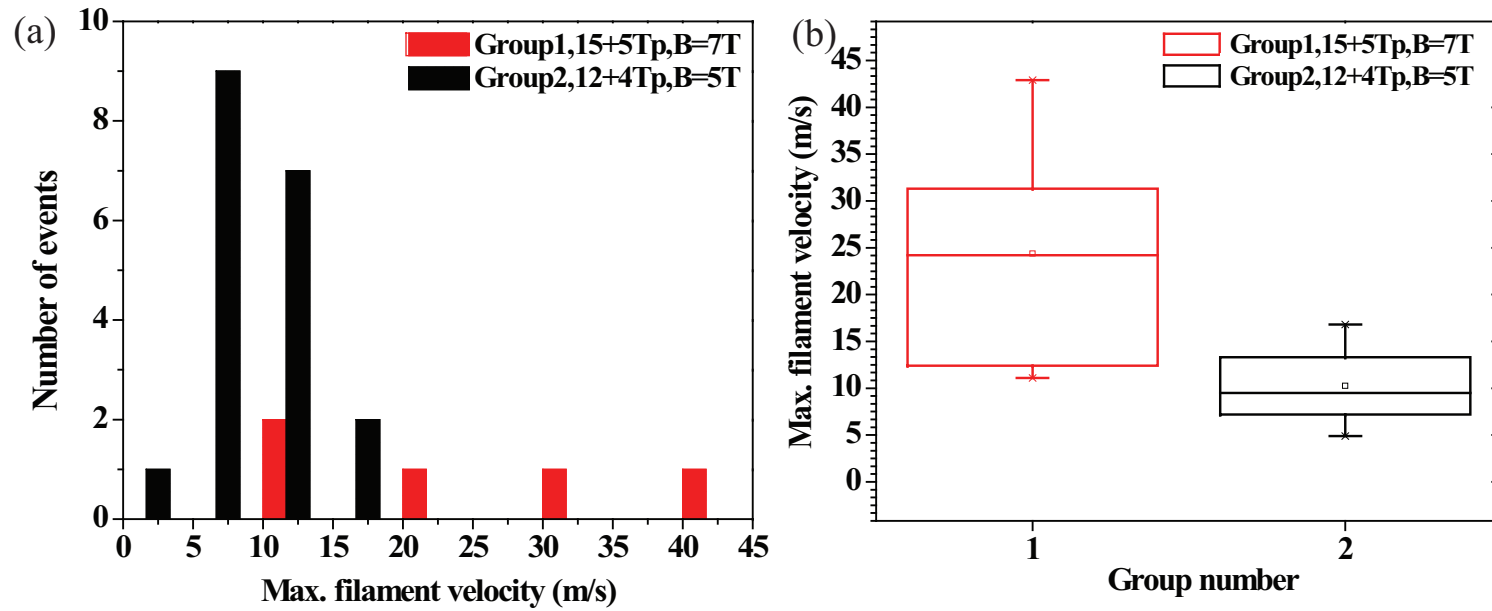 (a)
Group1,15+5Tp,B=7T
Group2,12+4Tp,B=5T
Number of events
10
8
6
4
2
0
0 5 10 15 20 25 30 35 40 45
Max. filament velocity (m/s)
(b)
Group1,15+5Tp,B=7T
Group2,12+4Tp,B=5T
Max. filament velocity (m/s)
45
40
35
30
25
20
15
10
5
0
1 2
Group number